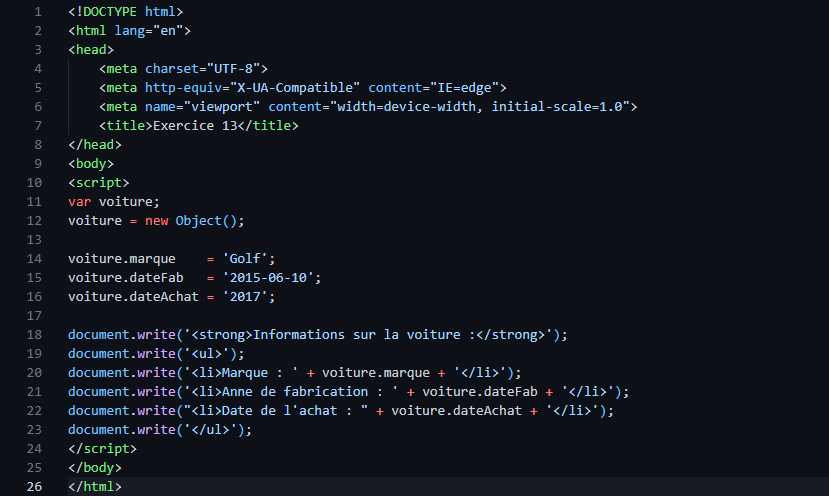 1 <!DOCTYPE html>
2 <html lang="en">
3 <head>
4     <meta charset="UTF-8">
5     <meta http-equiv="X-UA-Compatible" content="IE=edge">
6     <meta name="viewport" content="width=device-width, initial-scale=1.0">
7     <title>Exercice 13</title>
8 </head>
9 <body>
10 <script>
11 var voiture;
12 voiture = new Object();
13
14 voiture.marque    = 'Golf';
15 voiture.dateFab   = '2015-06-10';
16 voiture.dateAchat = '2017';
17
18 document.write('<strong>Informations sur la voiture :</strong>');
19 document.write('<ul>');
20 document.write('<li>Marque : ' + voiture.marque + '</li>');
21 document.write('<li>Anne de fabrication : ' + voiture.dateFab + '</li>');
22 document.write("<li>Date de l'achat : " + voiture.dateAchat + '</li>');
23 document.write('</ul>');
24 </script>
25 </body>
26 </html>